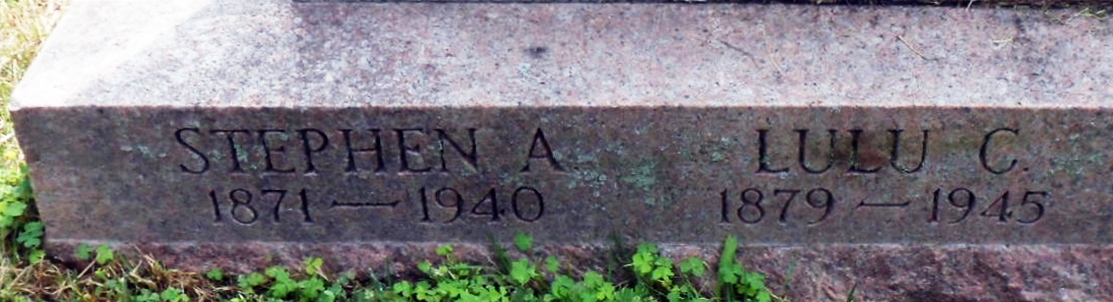 STEPHEN A. LULU C.
1871 — 1940 1879 — 1945